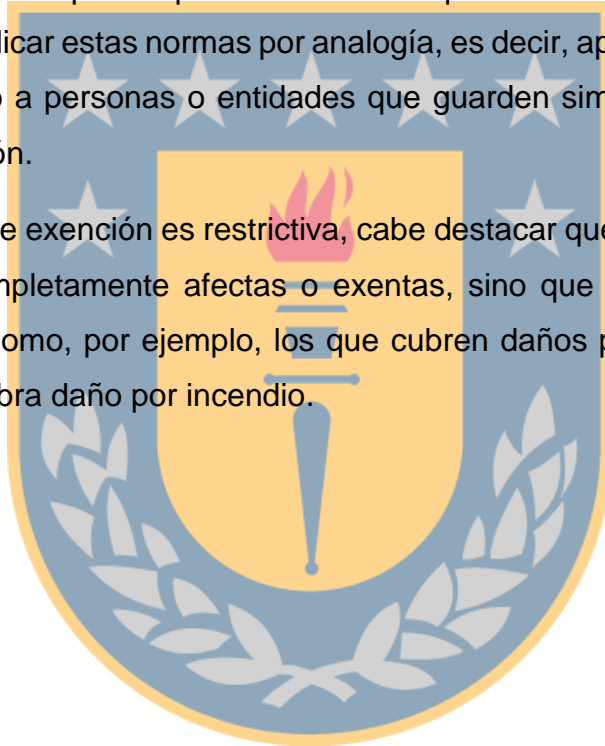 licar estas normas por analogía, es decir, ap
o a personas o entidades que guarden sim
ón.
e exención es restrictiva, cabe destacar que
mpletamente afectas o exentas, sino que
omo, por ejemplo, los que cubren daños p
bra daño por incendio.